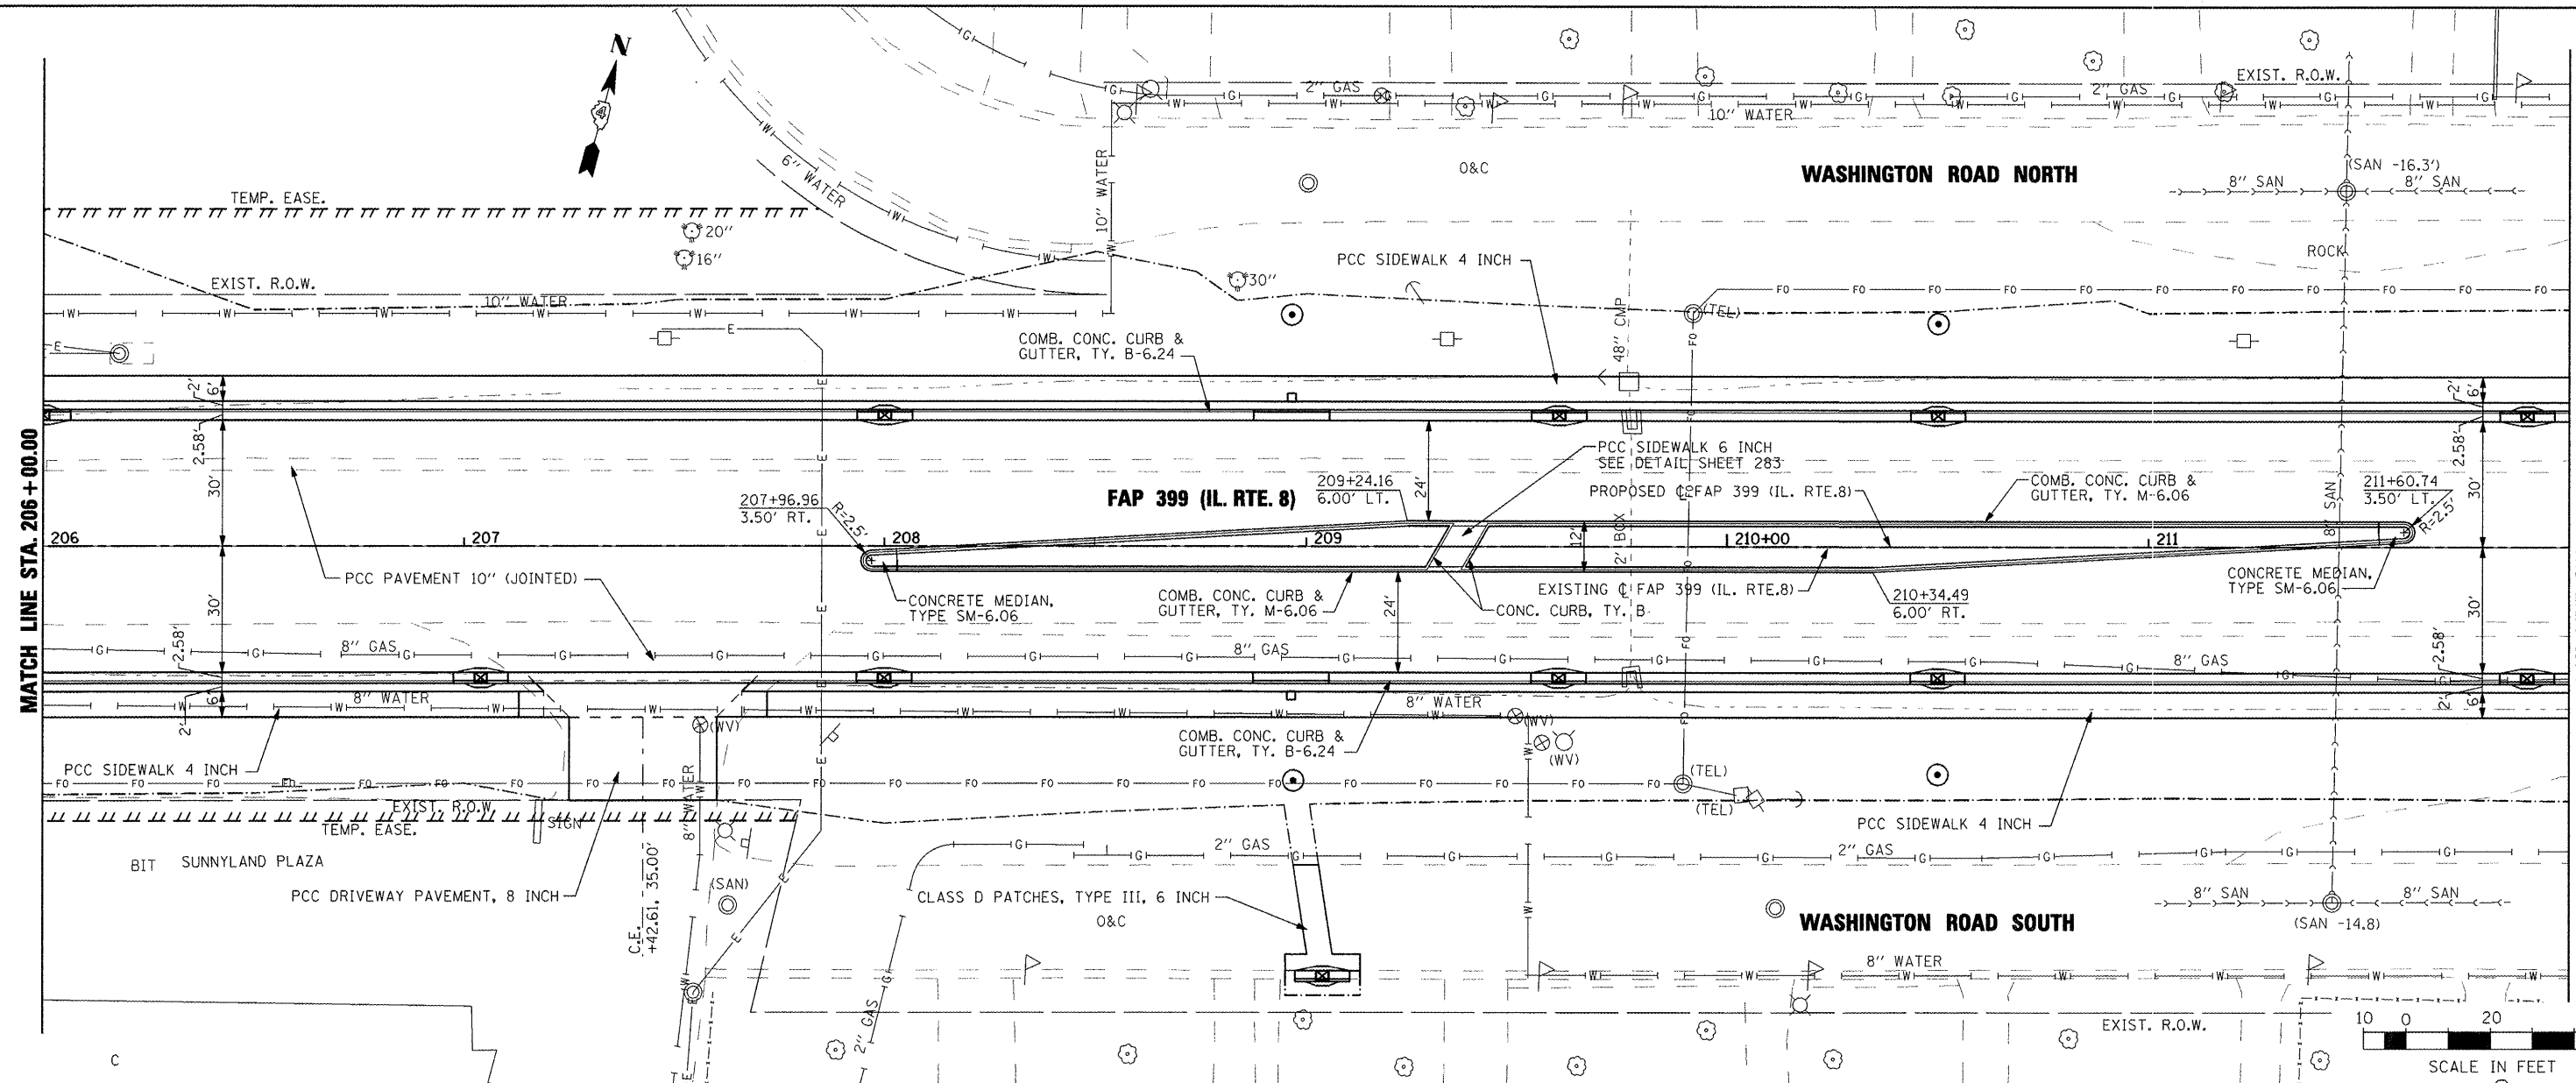 N
G
2" GAS
EXIST. R.O.W.
2" GAS
10" WATER
6" WATER
10" WATER
O&C
WASHINGTON ROAD NORTH
(SAN -16.3')
8" SAN
8" SAN
TEMP. EASE.
20"
16"
30"
PCC SIDEWALK 4 INCH
ROCK
EXIST. R.O.W.
10" WATER
(TEL)
COMB. CONC. CURB &
GUTTER, TY. B-6.24
48" CMP
2'
6'
2'
6'
2.58'
2.58'
30'
30'
24'
PCC SIDEWALK 6 INCH
SEE DETAIL SHEET 283
209+24.16
6.00' LT.
207+96.96
3.50' RT.
R=2.5'
FAP 399 (IL. RTE. 8)
PROPOSED ℄ FAP 399 (IL. RTE.8)
COMB. CONC. CURB &
GUTTER, TY. M-6.06
211+60.74
3.50' LT.
R=2.5'
MATCH LINE STA. 206+00.00
206
207
208
209
210+00
211
12'
2' BOX
8" SAN
PCC PAVEMENT 10" (JOINTED)
CONCRETE MEDIAN,
TYPE SM-6.06
COMB. CONC. CURB &
GUTTER, TY. M-6.06
EXISTING ℄ FAP 399 (IL. RTE.8)
CONC. CURB, TY. B
210+34.49
6.00' RT.
CONCRETE MEDIAN,
TYPE SM-6.06
30'
24'
30'
2.58'
2.58'
8" GAS
8" GAS
8" GAS
8" WATER
8" WATER
6'
2'
2'
6'
(WV)
(WV)
(WV)
COMB. CONC. CURB &
GUTTER, TY. B-6.24
PCC SIDEWALK 4 INCH
(TEL)
(TEL)
EXIST. R.O.W.
TEMP. EASE.
SIGN
8" WATER
PCC SIDEWALK 4 INCH
BIT
SUNNYLAND PLAZA
2" GAS
2" GAS
PCC DRIVEWAY PAVEMENT, 8 INCH
C.E.
+42.61, 35.00'
(SAN)
CLASS D PATCHES, TYPE III, 6 INCH
O&C
WASHINGTON ROAD SOUTH
8" SAN
8" SAN
(SAN -14.8)
8" WATER
2" GAS
EXIST. R.O.W.
C
10 0 20
SCALE IN FEET